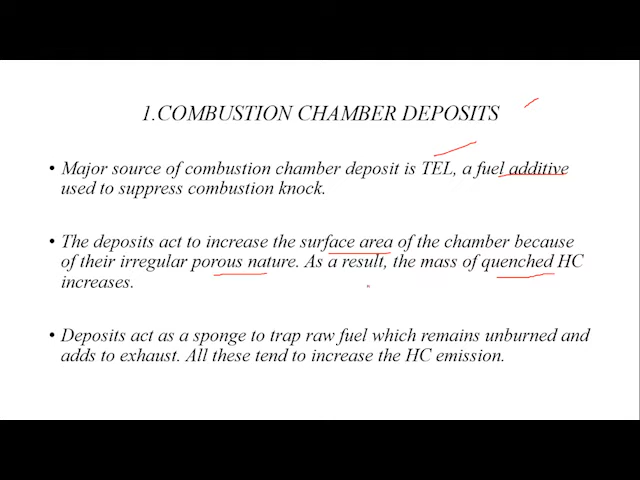 1.COMBUSTION CHAMBER DEPOSITS
• Major source of combustion chamber deposit is TEL, a fuel additive
used to suppress combustion knock.
• The deposits act to increase the surface area of the chamber because
of their irregular porous nature. As a result, the mass of quenched HC
increases.
• Deposits act as a sponge to trap raw fuel which remains unburned and
adds to exhaust. All these tend to increase the HC emission.